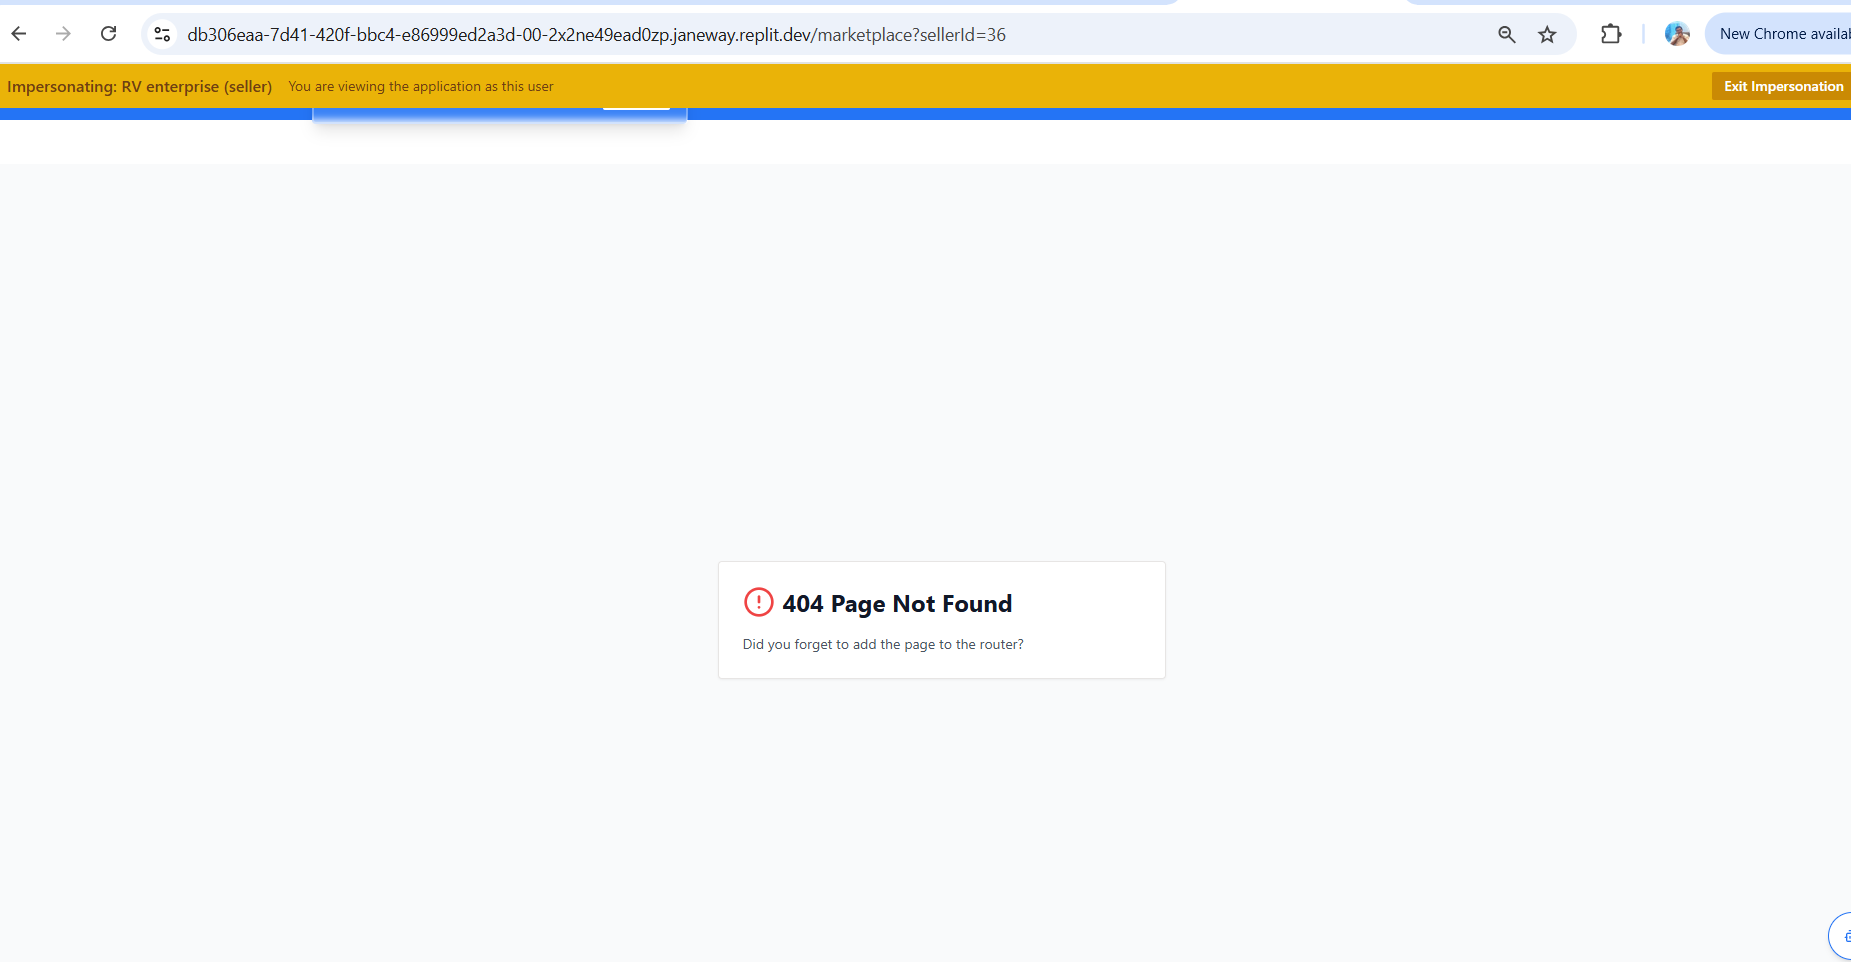 db306eaa-7d41-420f-bbc4-e86999ed2a3d-00-2x2ne49ead0zp.janeway.replit.dev/marketplace?sellerId=36
New Chrome availab
Impersonating: RV enterprise (seller) You are viewing the application as this user
Exit Impersonation
404 Page Not Found
Did you forget to add the page to the router?